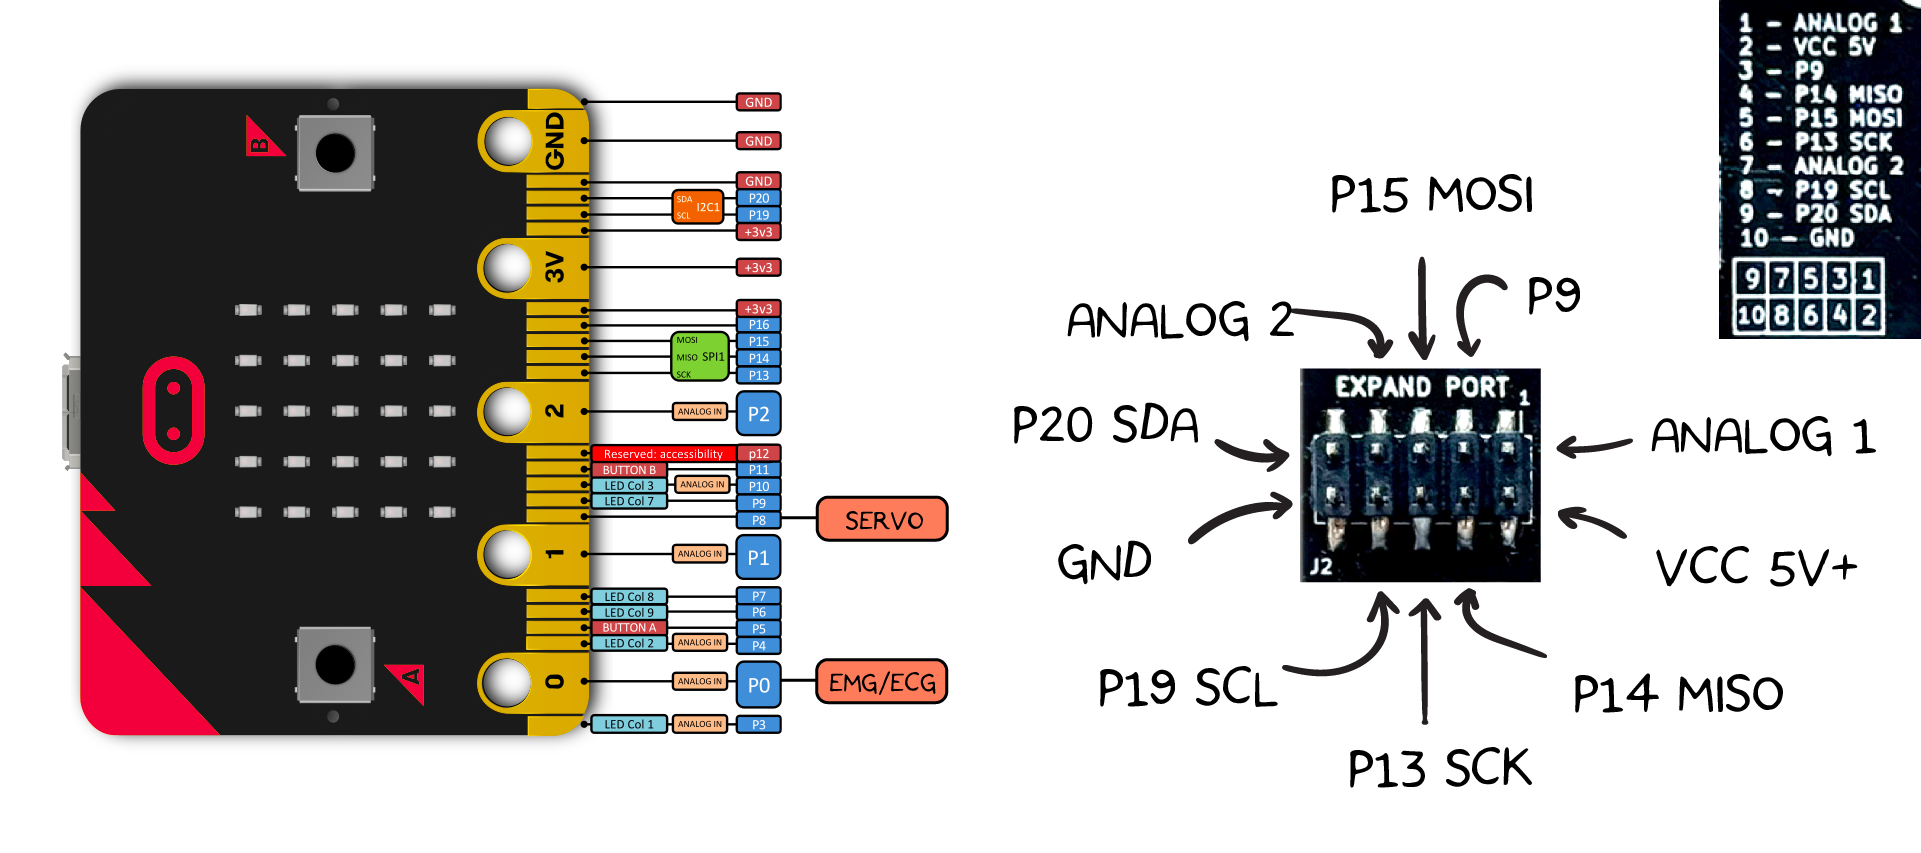 B
GND
3V
2
1
0
A
GND
GND
GND
SDA I2C1 P20
SCL P19
+3v3
+3v3
+3v3
P16
MOSI P15
MISO SPI1 P14
SCK P13
ANALOG IN P2
Reserved: accessibility p12
BUTTON B P11
LED Col 3 ANALOG IN P10
LED Col 7 P9
P8 SERVO
ANALOG IN P1
LED Col 8 P7
LED Col 9 P6
BUTTON A P5
LED Col 2 ANALOG IN P4
ANALOG IN P0 EMG/ECG
LED Col 1 ANALOG IN P3
P15 MOSI
ANALOG 2
P9
P20 SDA
ANALOG 1
GND
VCC 5V+
P19 SCL
P14 MISO
P13 SCK
EXPAND PORT
1
J2
1 - ANALOG 1
2 - VCC 5V
3 - P9
4 - P14 MISO
5 - P15 MOSI
6 - P13 SCK
7 - ANALOG 2
8 - P19 SCL
9 - P20 SDA
10 - GND
9 7 5 3 1
10 8 6 4 2